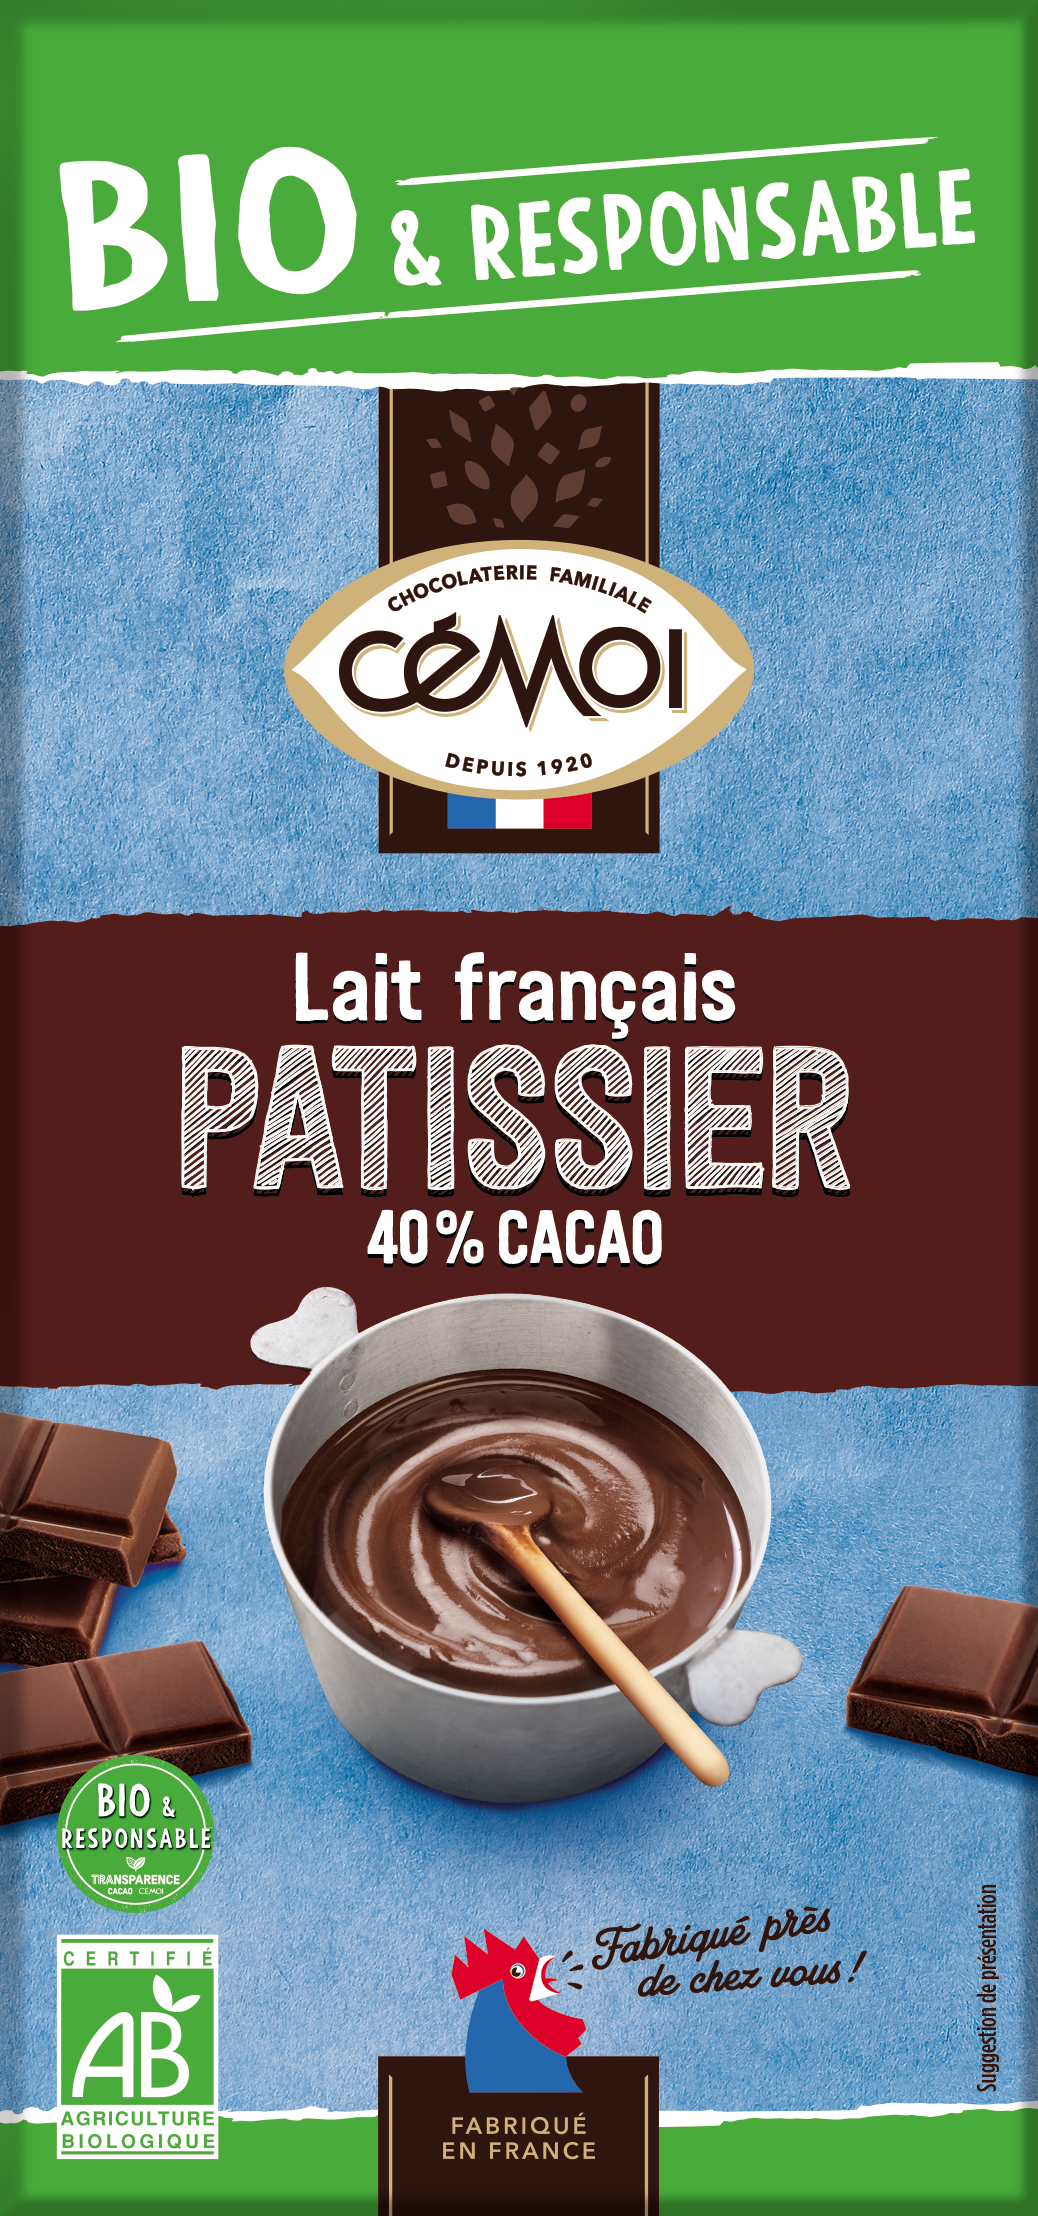 BIO & RESPONSABLE
CHOCOLATERIE FAMILIALE
CÉMOI
DEPUIS 1920
Lait français
PATISSIER
40% CACAO
BIO &
RESPONSABLE
TRANSPARENCE
CACAO CÉMOI
CERTIFIÉ
AB
AGRICULTURE
BIOLOGIQUE
Fabriqué près
de chez vous !
FABRIQUÉ
EN FRANCE
Suggestion de présentation